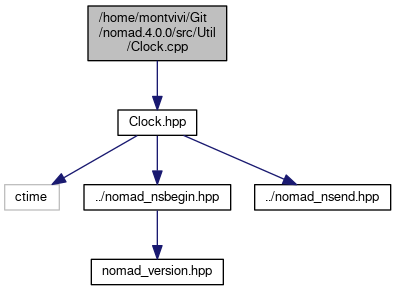 /home/montvivi/Git
/nomad.4.0.0/src/Util
/Clock.cpp
Clock.hpp
ctime
../nomad_nsbegin.hpp
../nomad_nsend.hpp
nomad_version.hpp